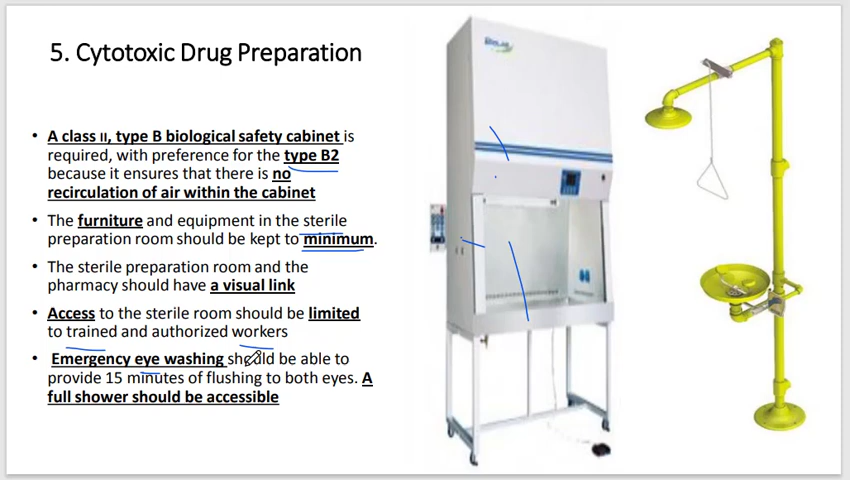 5. Cytotoxic Drug Preparation
• A class II, type B biological safety cabinet is
required, with preference for the type B2
because it ensures that there is no
recirculation of air within the cabinet
• The furniture and equipment in the sterile
preparation room should be kept to minimum.
• The sterile preparation room and the
pharmacy should have a visual link
• Access to the sterile room should be limited
to trained and authorized workers
• Emergency eye washing should be able to
provide 15 minutes of flushing to both eyes. A
full shower should be accessible